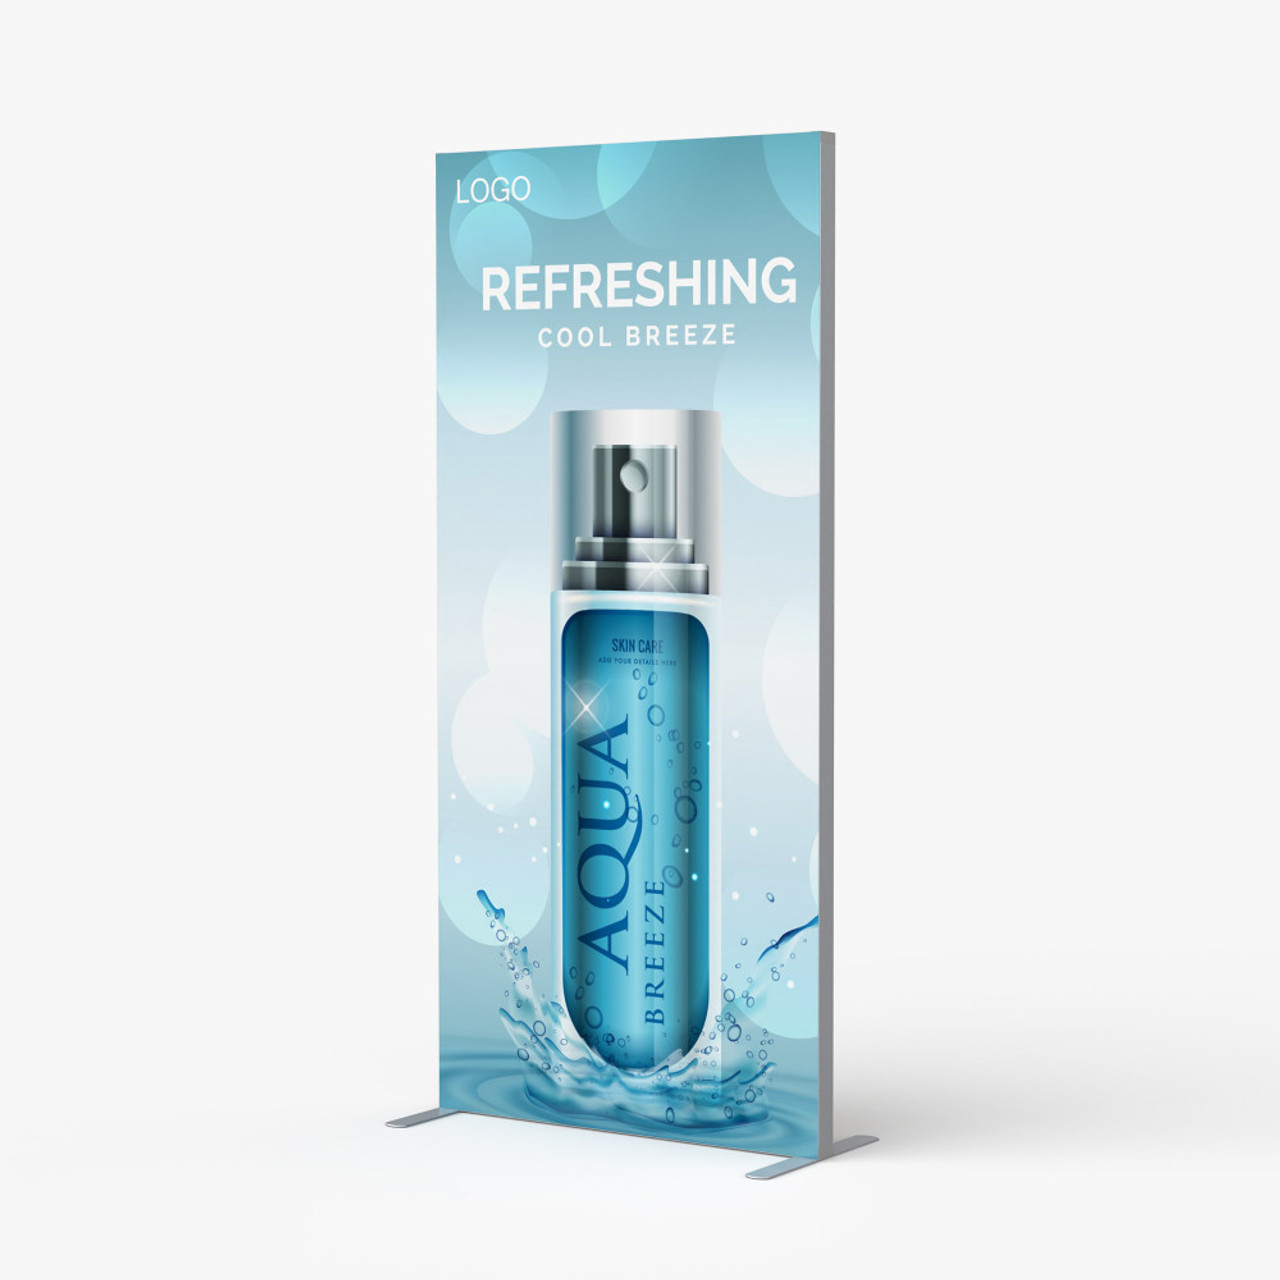 LOGO
REFRESHING
COOL BREEZE
SKIN CARE
ADD YOUR DETAILS HERE
AQUA
BREEZE